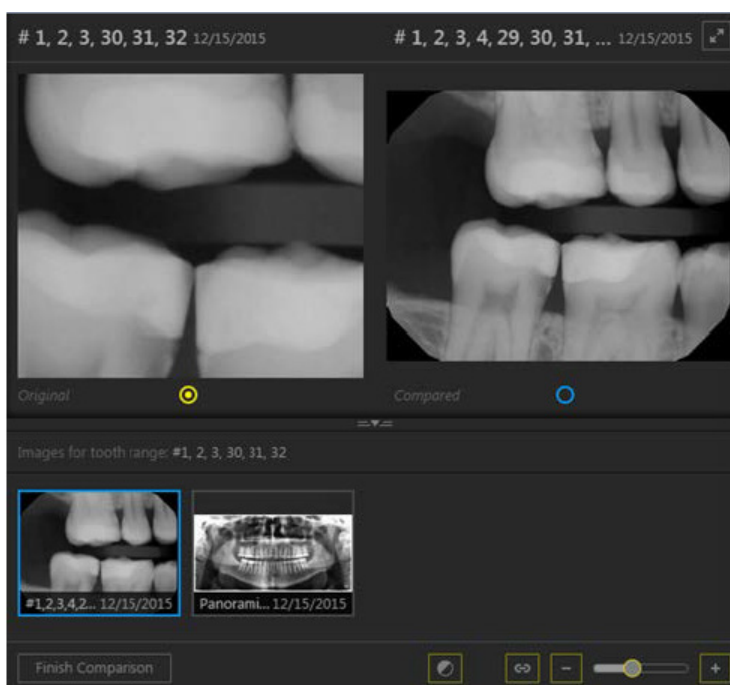 # 1, 2, 3, 30, 31, 32 12/15/2015
# 1, 2, 3, 4, 29, 30, 31, ... 12/15/2015
Original
Compared
Images for tooth range: #1, 2, 3, 30, 31, 32
#1,2,3,4,2... 12/15/2015
Panorami... 12/15/2015
Finish Comparison